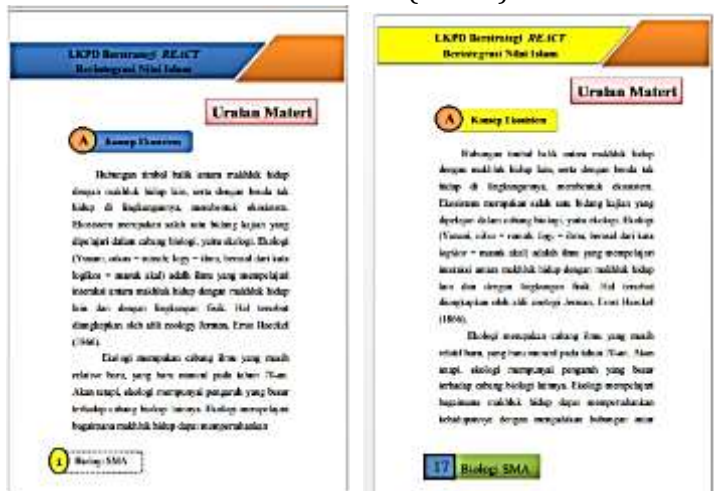 LKPD Berstrategi REACT
Berintegrasi Nilai Islam
Uraian Materi
A Konsep Ekosistem
Hubungan timbal balik antara makhluk hidup
dengan makhluk hidup lain, serta dengan benda tak
hidup di lingkungannya, membentuk ekosistem.
Ekosistem merupakan salah satu bidang kajian yang
dipelajari dalam cabang biologi, yaitu ekologi. Ekologi
(Yunani, oikos = rumah; logy = ilmu, berasal dari kata
logikos = masuk akal) adalh ilmu yang mempelajari
interaksi antara makhluk hidup dengan makhluk hidup
lain dan dengan lingkungan fisik. Hal tersebut
diungkapkan oleh ahli zoology Jerman, Ernst Haeckel
(1866).
Ekologi merupakan cabang ilmu yang masih
relative baru, yang baru muncul pada tahun 70-an.
Akan tetapi, ekologi mempunyai pengaruh yang besar
terhadap cabang biologi lainnya. Ekologi mempelajari
bagaimana makhluk hidup dapat mempertahankan
1 Biologi SMA
LKPD Berstrategi REACT
Berintegrasi Nilai Islam
Uraian Materi
A Konsep Ekosistem
Hubungan timbal balik antara makhluk hidup
dengan makhluk hidup lain, serta dengan benda tak
hidup di lingkungannya, membentuk ekosistem.
Ekosistem merupakan salah satu bidang kajian yang
dipelajari dalam cabang biologi, yaitu ekologi. Ekologi
(Yunani, oikos = rumah; logy = ilmu, berasal dari kata
logikos = masuk akal) adalah ilmu yang mempelajari
interaksi antara makhluk hidup dengan makhluk hidup
lain dan dengan lingkungan fisik. Hal tersebut
diungkapkan oleh ahli zoologi Jerman, Ernst Haeckel
(1866).
Ekologi merupakan cabang ilmu yang masih
relatif baru, yang baru muncul pada tahun 70-an. Akan
tetapi, ekologi mempunyai pengaruh yang besar
terhadap cabang biologi lainnya. Ekologi mempelajari
bagaimana makhluk hidup dapat mempertahankan
kehidupannya dengan mengadakan hubungan antar
17 Biologi SMA